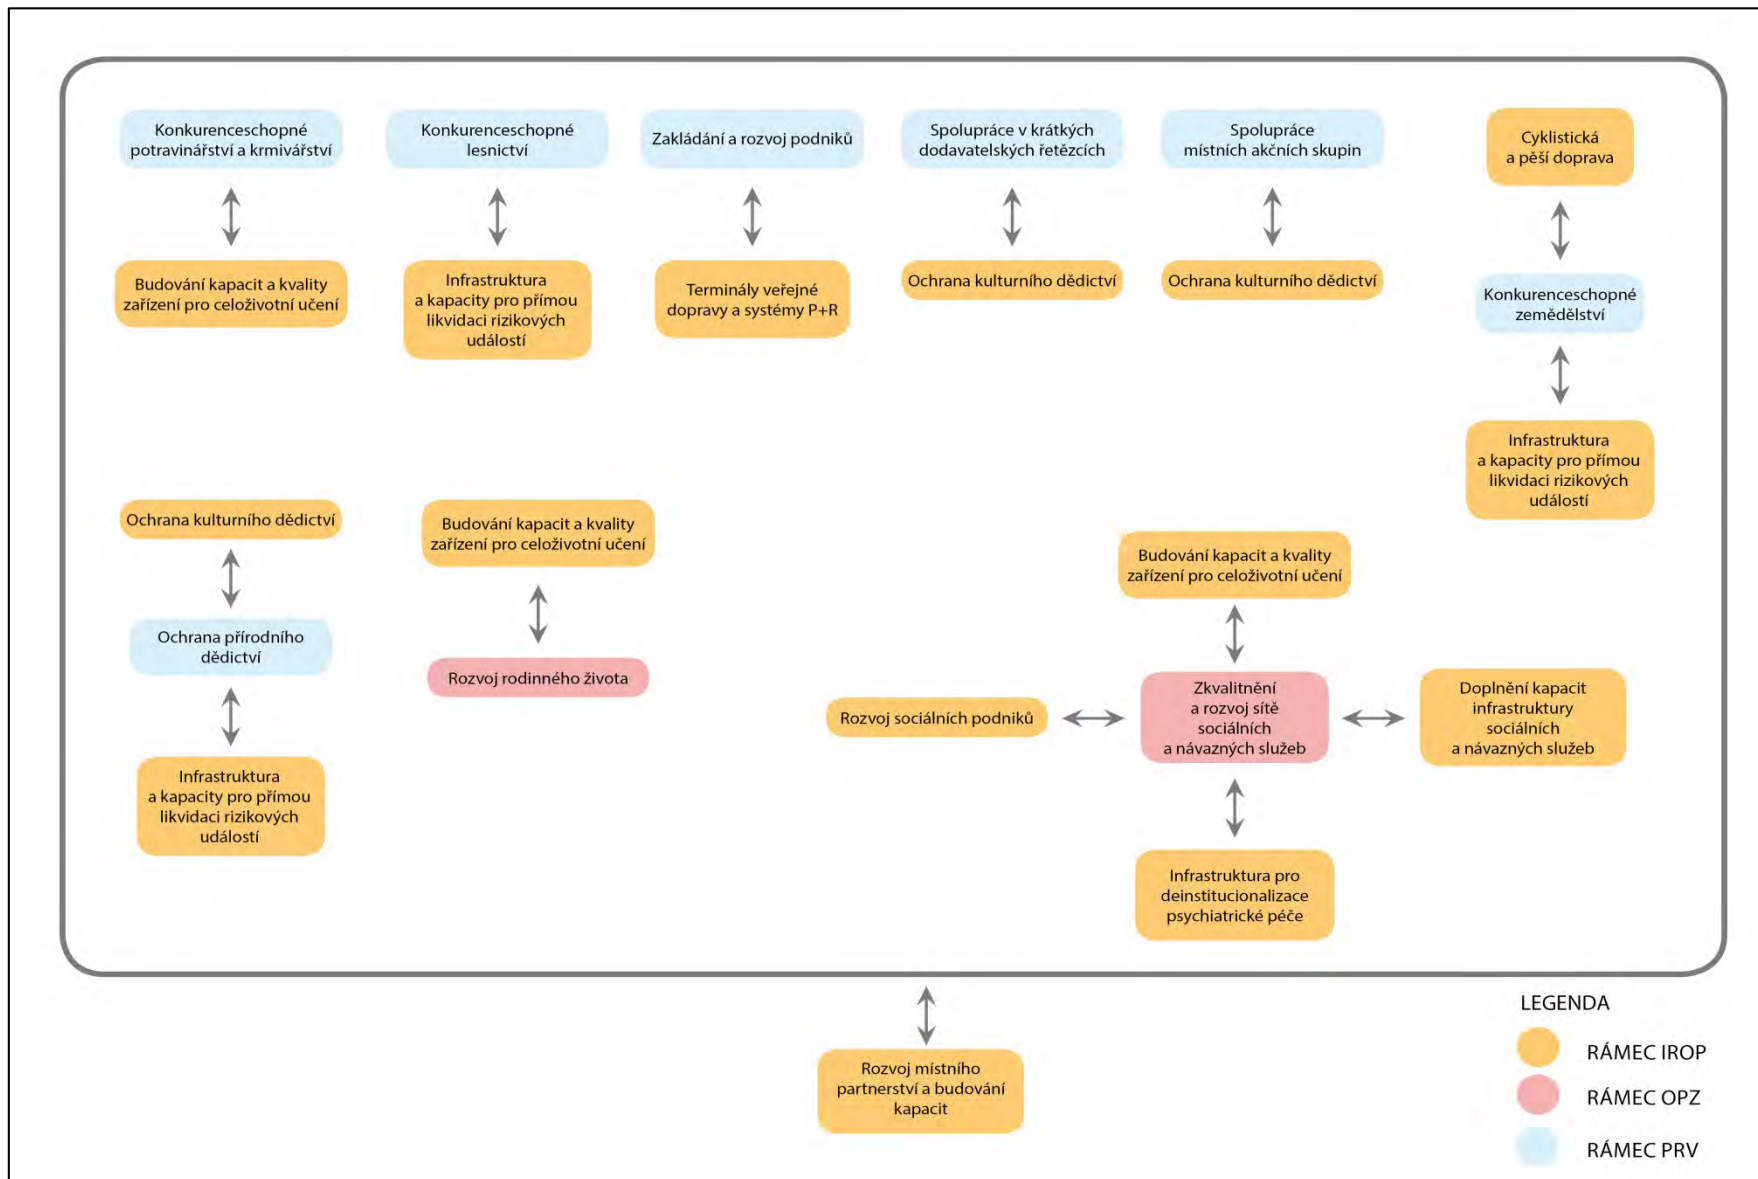 Konkurenceschopné
potravinářství a krmivářství
Konkurenceschopné
lesnictví
Zakládání a rozvoj podniků
Spolupráce v krátkých
dodavatelských řetězcích
Spolupráce
místních akčních skupin
Cyklistická
a pěší doprava
Budování kapacit a kvality
zařízení pro celoživotní učení
Infrastruktura
a kapacity pro přímou
likvidaci rizikových
událostí
Terminály veřejné
dopravy a systémy P+R
Ochrana kulturního dědictví
Ochrana kulturního dědictví
Konkurenceschopné
zemědělství
Infrastruktura
a kapacity pro přímou
likvidaci rizikových
událostí
Ochrana kulturního dědictví
Budování kapacit a kvality
zařízení pro celoživotní učení
Budování kapacit a kvality
zařízení pro celoživotní učení
Ochrana přírodního
dědictví
Rozvoj rodinného života
Rozvoj sociálních podniků
Zkvalitnění
a rozvoj sítě
sociálních
a návazných služeb
Doplnění kapacit
infrastruktury
sociálních
a návazných služeb
Infrastruktura
a kapacity pro přímou
likvidaci rizikových
událostí
Infrastruktura pro
deinstitucionalizace
psychiatrické péče
Rozvoj místního
partnerství a budování
kapacit
LEGENDA
RÁMEC IROP
RÁMEC OPZ
RÁMEC PRV